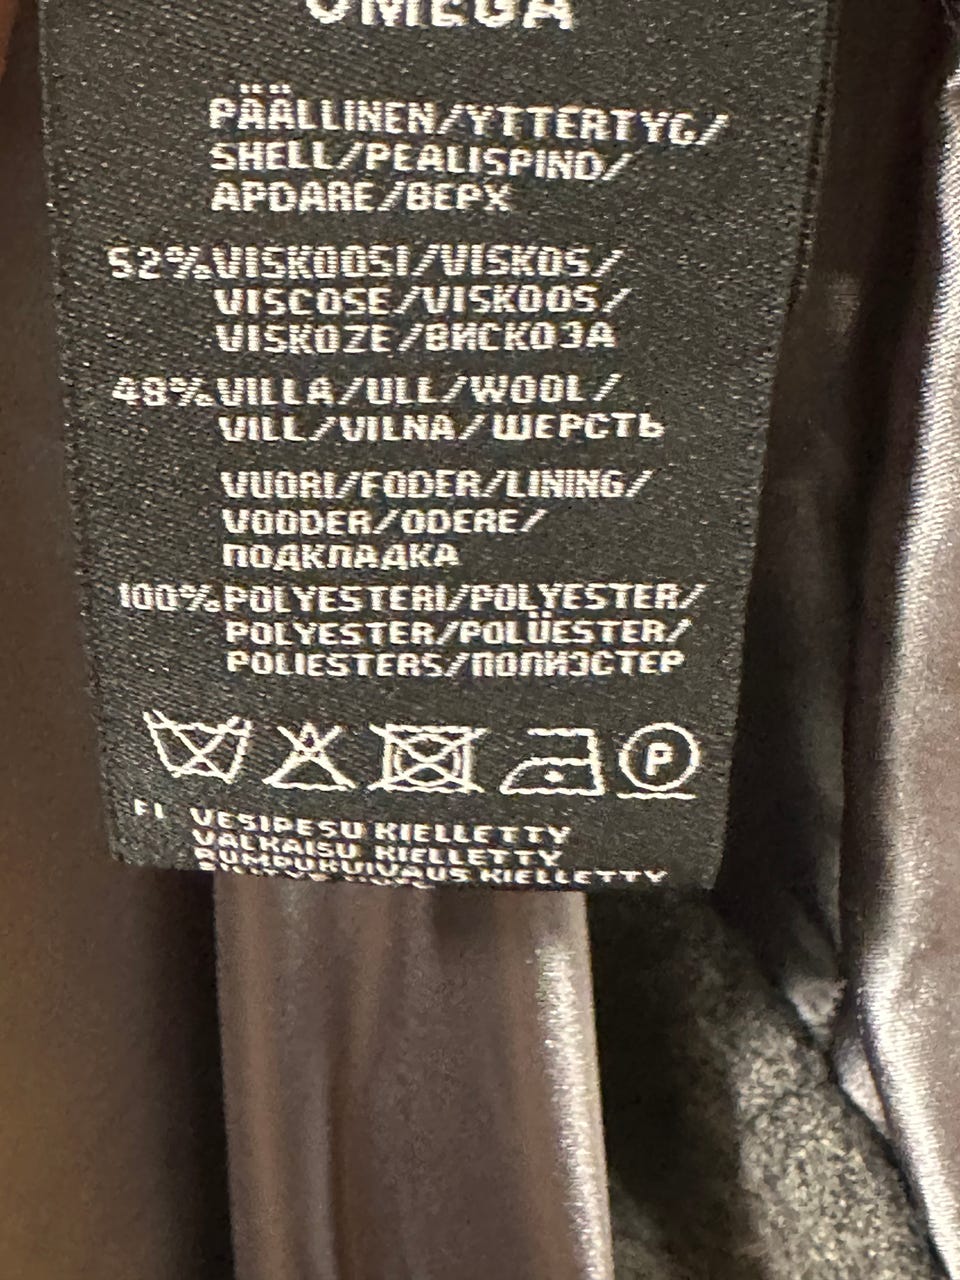 OMEGA
PÄÄLLINEN/YTTERTYG/
SHELL/PEALISPIND/
APDARE/ВЕРХ
52%VISKOOSI/VISKOS/
VISCOSE/VISKOOS/
VISKOZE/ВИСКОЗА
48%VILLA/ULL/WOOL/
VILL/VILNA/ШЕРСТЬ
VUORI/FODER/LINING/
VOODER/ODERE/
ПОДКЛАДКА
100%POLYESTERI/POLYESTER/
POLYESTER/POLÜESTER/
POLIESTERS/ПОЛИЭСТЕР
P
FI VESIPESU KIELLETTY
VALKAISU KIELLETTY
RUMPUKUIVAUS KIELLETTY